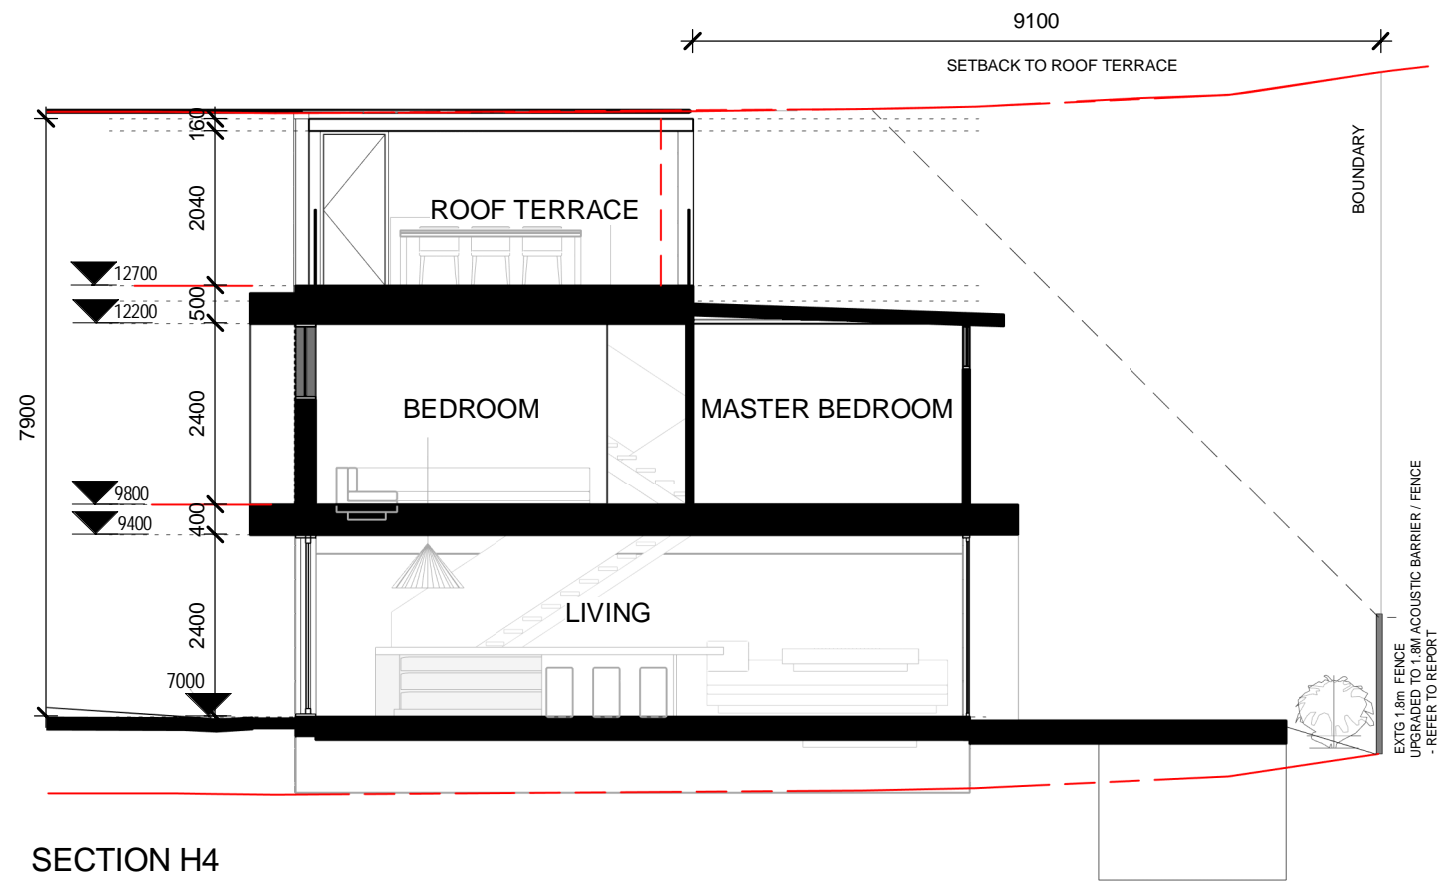 9100
SETBACK TO ROOF TERRACE
BOUNDARY
160
2040
ROOF TERRACE
12700
500
12200
7900
2400
BEDROOM
MASTER BEDROOM
9800
400
9400
2400
LIVING
7000
EXTG 1.8m FENCE
UPGRADED TO 1.8M ACOUSTIC BARRIER / FENCE
- REFER TO REPORT
SECTION H4